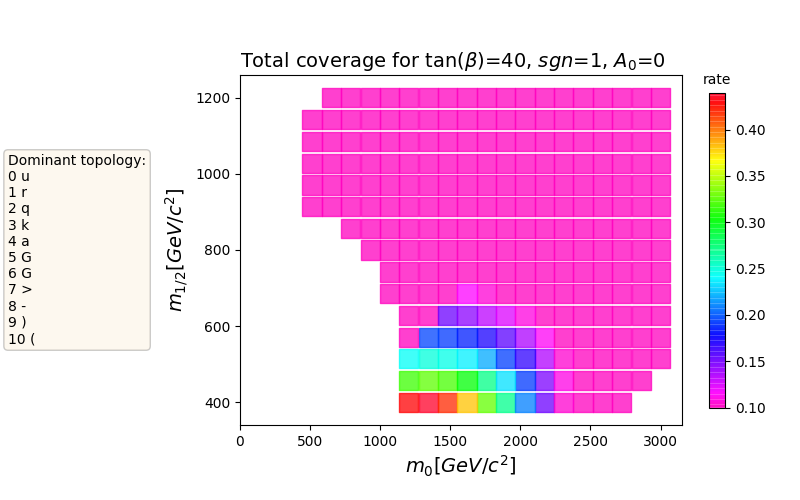 Total coverage for tan(β)=40, sgn=1, A₀=0
rate
Dominant topology:
0 u
1 r
2 q
3 k
4 a
5 G
6 G
7 >
8 -
9 )
10 (
m₁/₂[GeV/c²]
1200
1000
800
600
400
0 500 1000 1500 2000 2500 3000
m₀[GeV/c²]
0.40
0.35
0.30
0.25
0.20
0.15
0.10